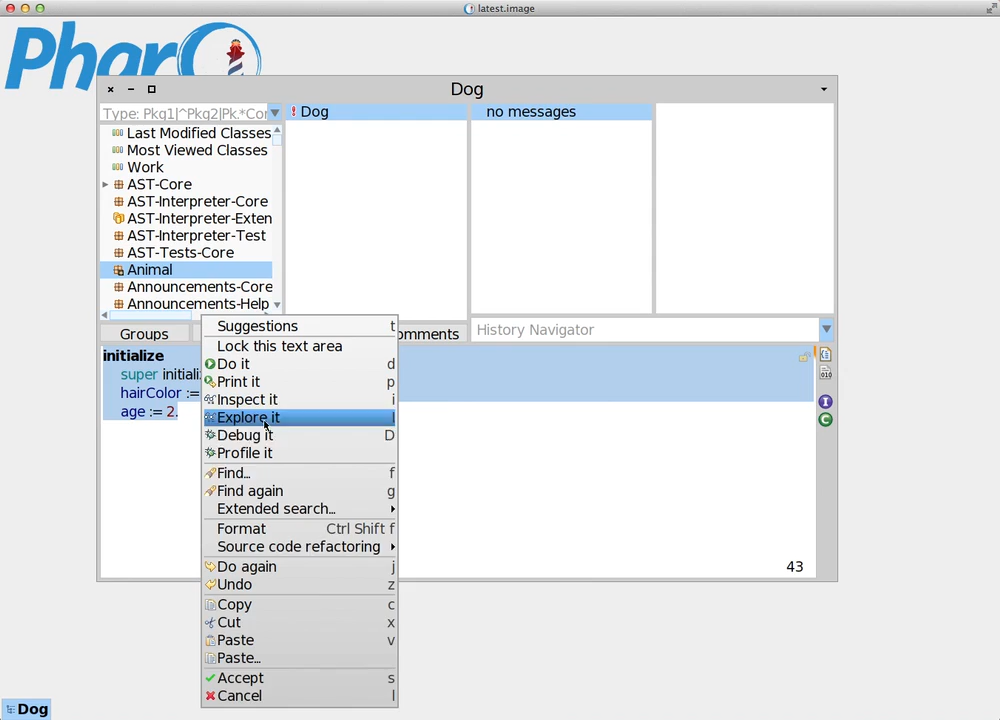 latest.image
Pharo
Dog
Type: Pkg1|^Pkg2|Pk.*Cor
Dog
no messages
Last Modified Classes
Most Viewed Classes
Work
AST-Core
AST-Interpreter-Core
AST-Interpreter-Exten
AST-Interpreter-Test
AST-Tests-Core
Animal
Announcements-Core
Announcements-Help
Groups
omments
History Navigator
initialize
super initiali
hairColor :=
age := 2.
Suggestions t
Lock this text area
Do it d
Print it p
Inspect it i
Explore it I
Debug it D
Profile it
Find... f
Find again g
Extended search...
Format Ctrl Shift f
Source code refactoring
Do again j
Undo z
Copy c
Cut x
Paste v
Paste...
Accept s
Cancel l
43
Dog